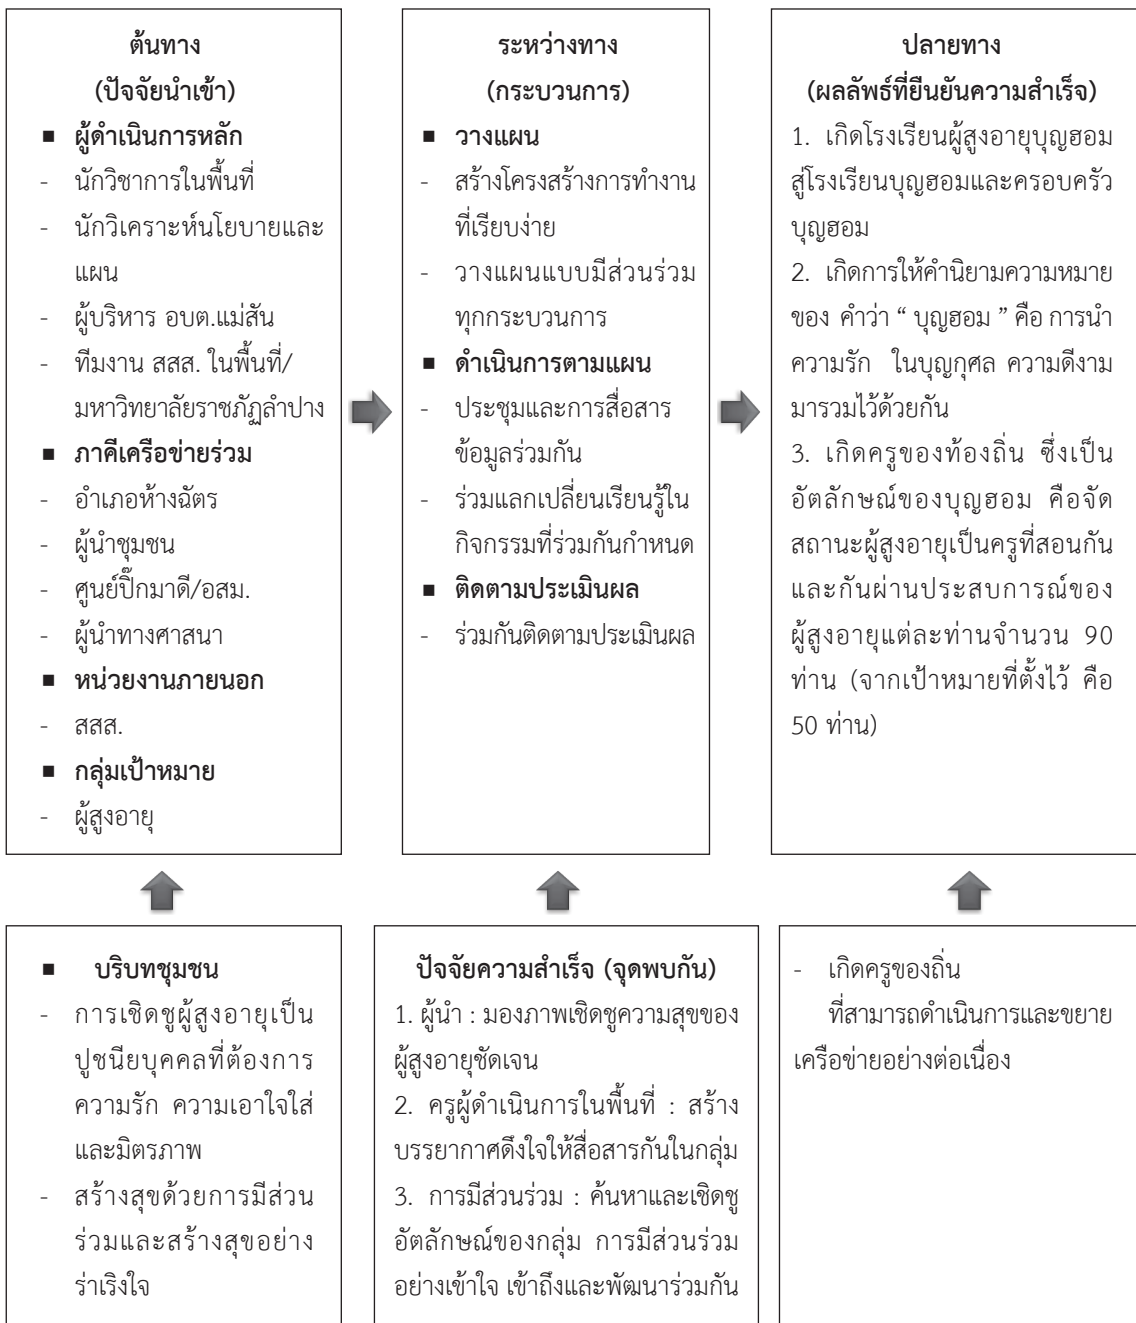 ต้นทาง
(ปัจจัยนำเข้า)
■ ผู้ดำเนินการหลัก
- นักวิชาการในพื้นที่
- นักวิเคราะห์นโยบายและ
แผน
- ผู้บริหาร อบต.แม่สัน
- ทีมงาน สสส. ในพื้นที่/
มหาวิทยาลัยราชภัฏลำปาง
■ ภาคีเครือข่ายร่วม
- อำเภอห้างฉัตร
- ผู้นำชุมชน
- ศูนย์ปิ๊กมาดี/อสม.
- ผู้นำทางศาสนา
■ หน่วยงานภายนอก
- สสส.
■ กลุ่มเป้าหมาย
- ผู้สูงอายุ
ระหว่างทาง
(กระบวนการ)
■ วางแผน
- สร้างโครงสร้างการทำงาน
ที่เรียบง่าย
- วางแผนแบบมีส่วนร่วม
ทุกกระบวนการ
■ ดำเนินการตามแผน
- ประชุมและการสื่อสาร
ข้อมูลร่วมกัน
- ร่วมแลกเปลี่ยนเรียนรู้ใน
กิจกรรมที่ร่วมกันกำหนด
■ ติดตามประเมินผล
- ร่วมกันติดตามประเมินผล
ปลายทาง
(ผลลัพธ์ที่ยืนยันความสำเร็จ)
1. เกิดโรงเรียนผู้สูงอายุบุญฮอม
สู่โรงเรียนบุญฮอมและครอบครัว
บุญฮอม
2. เกิดการให้คำนิยามความหมาย
ของ คำว่า “ บุญฮอม ” คือ การนำ
ความรัก ในบุญกุศล ความดีงาม
มารวมไว้ด้วยกัน
3. เกิดครูของท้องถิ่น ซึ่งเป็น
อัตลักษณ์ของบุญฮอม คือจัด
สถานะผู้สูงอายุเป็นครูที่สอนกัน
และกันผ่านประสบการณ์ของ
ผู้สูงอายุแต่ละท่านจำนวน 90
ท่าน (จากเป้าหมายที่ตั้งไว้ คือ
50 ท่าน)
■ บริบทชุมชน
- การเชิดชูผู้สูงอายุเป็น
ปูชนียบุคคลที่ต้องการ
ความรัก ความเอาใจใส่
และมิตรภาพ
- สร้างสุขด้วยการมีส่วน
ร่วมและสร้างสุขอย่าง
ร่าเริงใจ
ปัจจัยความสำเร็จ (จุดพบกัน)
1. ผู้นำ : มองภาพเชิดชูความสุขของ
ผู้สูงอายุชัดเจน
2. ครูผู้ดำเนินการในพื้นที่ : สร้าง
บรรยากาศดึงใจให้สื่อสารกันในกลุ่ม
3. การมีส่วนร่วม : ค้นหาและเชิดชู
อัตลักษณ์ของกลุ่ม การมีส่วนร่วม
อย่างเข้าใจ เข้าถึงและพัฒนาร่วมกัน
- เกิดครูของถิ่น
ที่สามารถดำเนินการและขยาย
เครือข่ายอย่างต่อเนื่อง